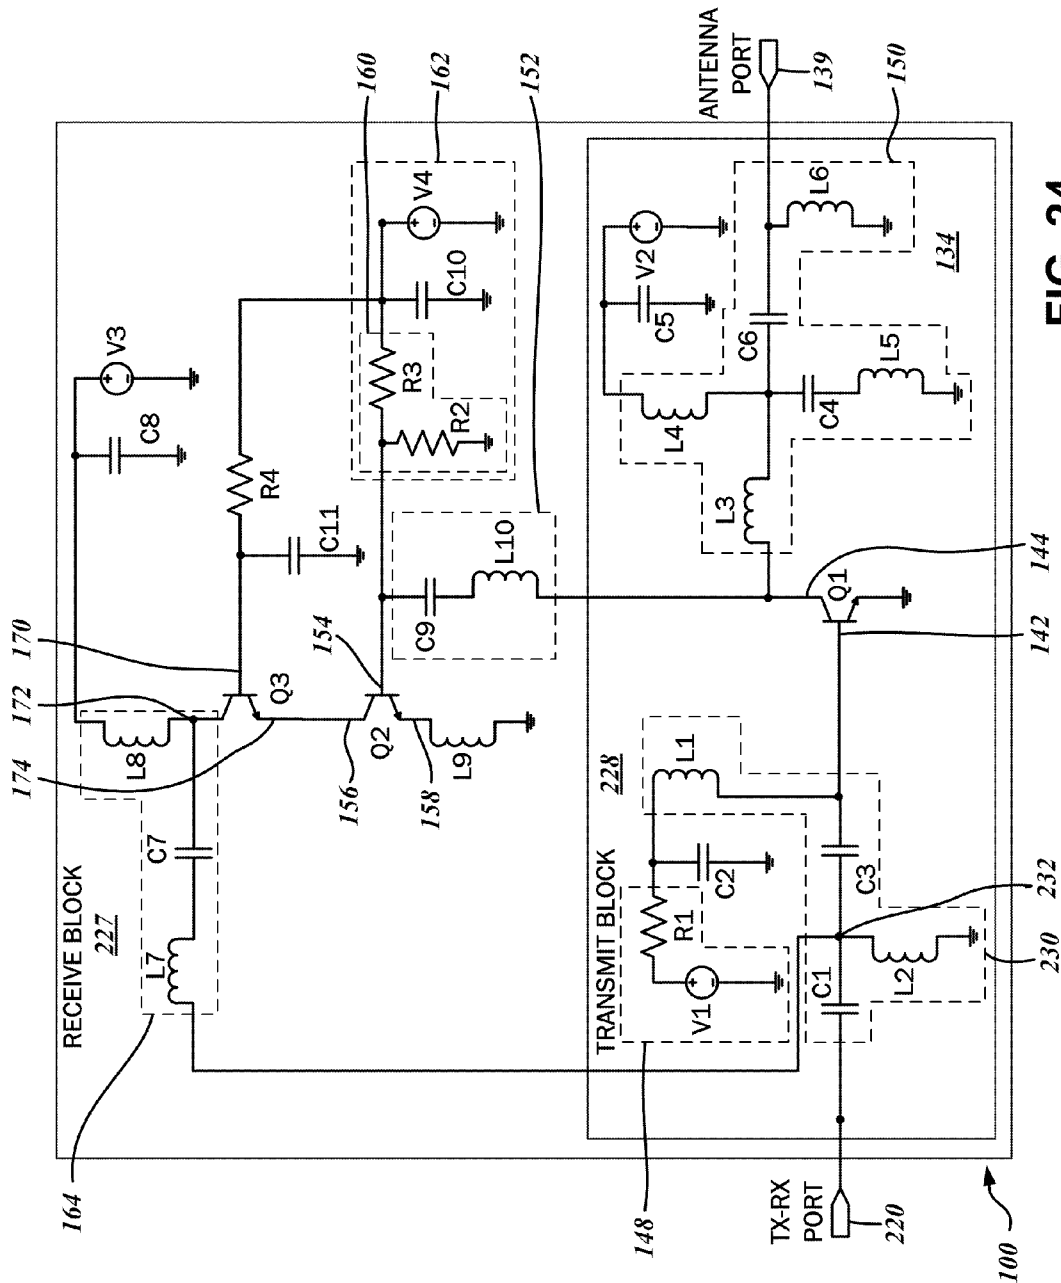 164
174
172
170
RECEIVE BLOCK
227
L8
V3
C8
L7
C7
Q3
R4
C11
160
162
156
154
Q2
158
L9
C9
L10
R3
R2
C10
V4
152
148
TRANSMIT BLOCK
228
V1
R1
C2
L1
L4
C5
V2
ANTENNA
PORT
139
L3
C6
L6
150
TX-RX
PORT
220
C1
C3
L2
Q1
C4
L5
134
100
230
232
142
144